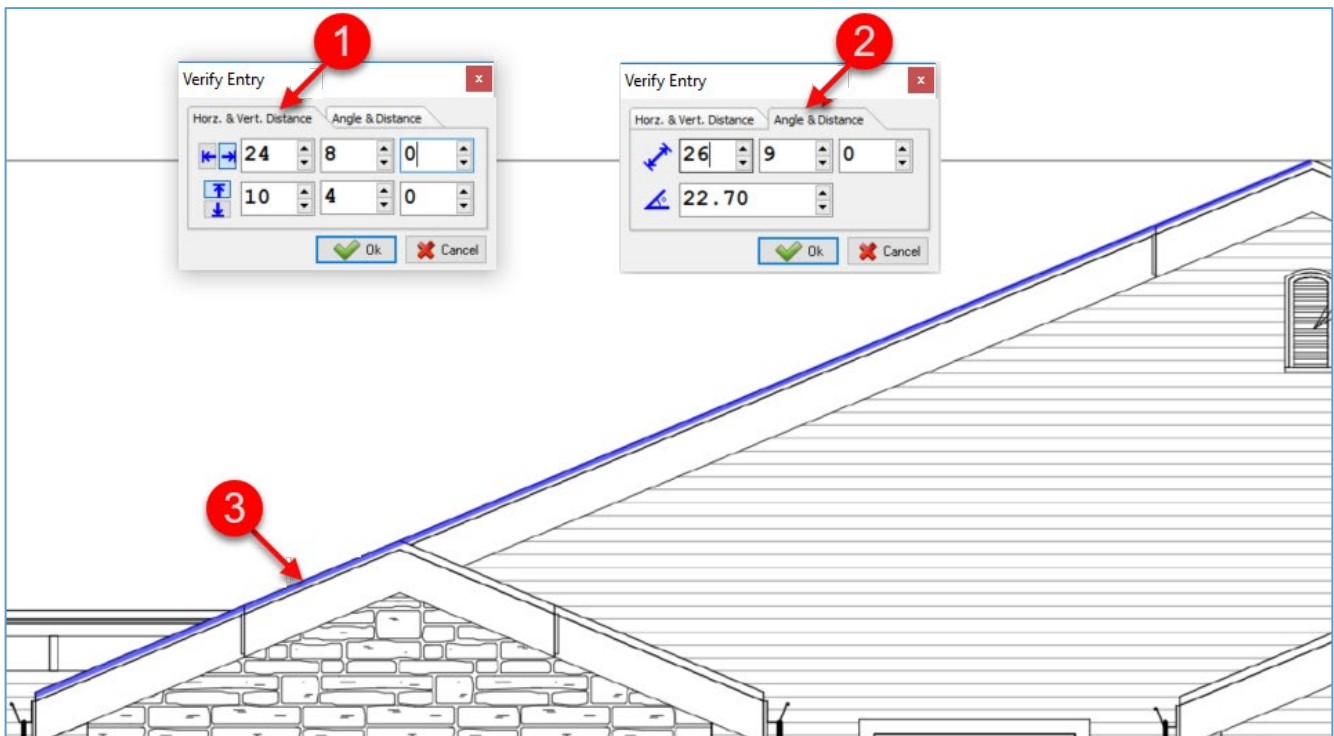 1
2
Verify Entry
x
Verify Entry
x
Horz. & Vert. Distance Angle & Distance
Horz. & Vert. Distance Angle & Distance
24 8 0
26 9 0
10 4 0
22.70
Ok Cancel
Ok Cancel
3